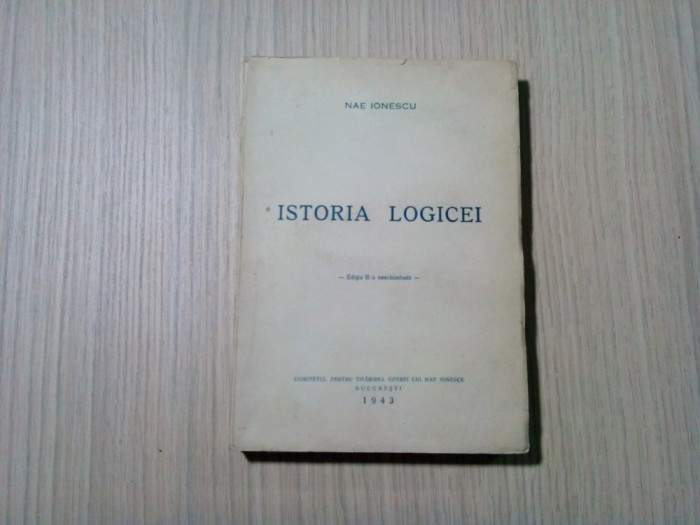 NAE IONESCU
ISTORIA LOGICEI
— Ediția II-a neschimbată —
COMITETUL PENTRU TIPĂRIREA OPEREI LUI NAE IONESCU
BUCUREȘTI
1943